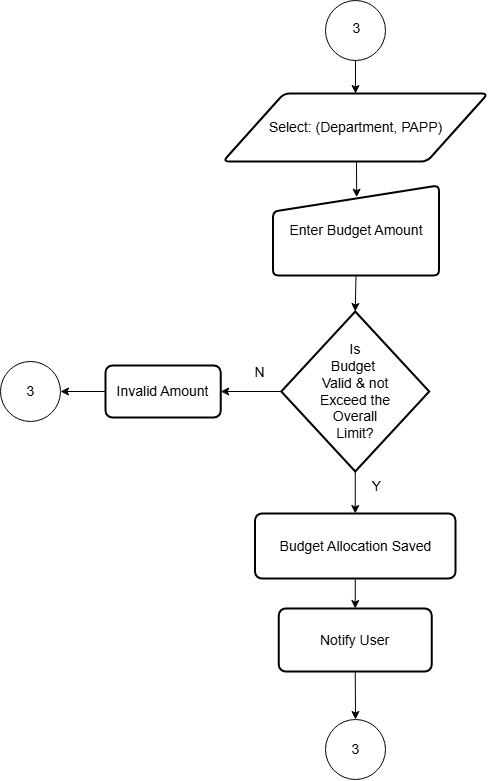 3
Select: (Department, PAPP)
Enter Budget Amount
Is
Budget
Valid & not
Exceed the
Overall
Limit?
N
Invalid Amount
3
Y
Budget Allocation Saved
Notify User
3